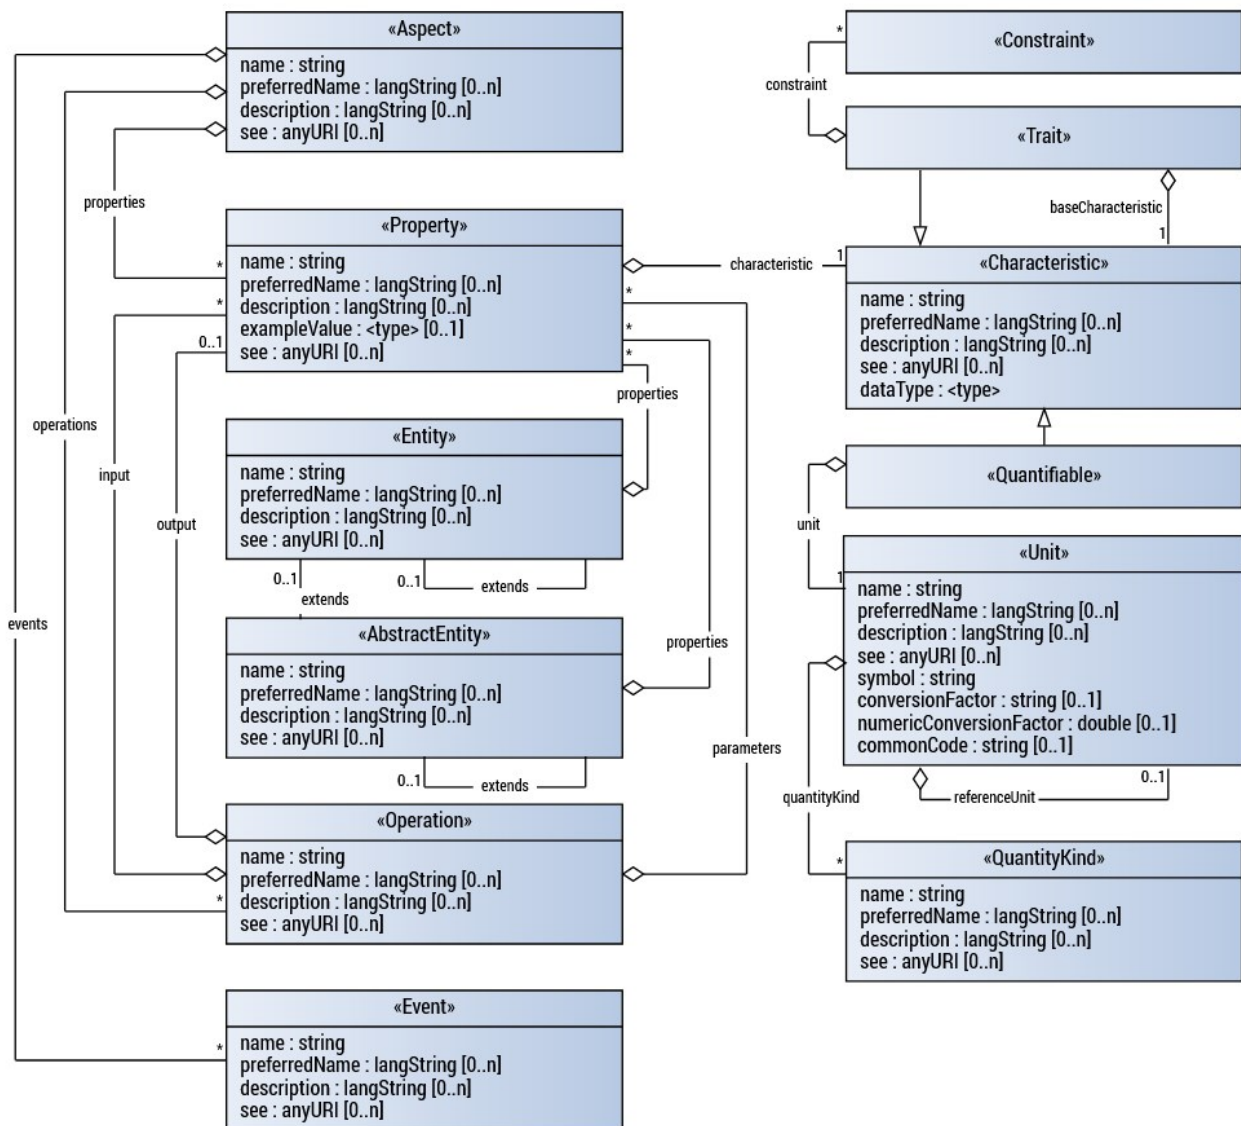 «Aspect»
name : string
preferredName : langString [0..n]
description : langString [0..n]
see : anyURI [0..n]
properties
«Property»
name : string
preferredName : langString [0..n]
description : langString [0..n]
exampleValue : <type> [0..1]
see : anyURI [0..n]
*
*
0..1
*
*
*
characteristic
1
properties
operations
input
output
events
«Entity»
name : string
preferredName : langString [0..n]
description : langString [0..n]
see : anyURI [0..n]
0..1
extends
0..1
extends
«AbstractEntity»
name : string
preferredName : langString [0..n]
description : langString [0..n]
see : anyURI [0..n]
properties
0..1
extends
parameters
«Operation»
name : string
preferredName : langString [0..n]
description : langString [0..n]
see : anyURI [0..n]
*
«Event»
name : string
preferredName : langString [0..n]
description : langString [0..n]
see : anyURI [0..n]
*
«Constraint»
*
constraint
«Trait»
baseCharacteristic
1
«Characteristic»
name : string
preferredName : langString [0..n]
description : langString [0..n]
see : anyURI [0..n]
dataType : <type>
«Quantifiable»
unit
1
«Unit»
name : string
preferredName : langString [0..n]
description : langString [0..n]
see : anyURI [0..n]
symbol : string
conversionFactor : string [0..1]
numericConversionFactor : double [0..1]
commonCode : string [0..1]
0..1
referenceUnit
quantityKind
*
«QuantityKind»
name : string
preferredName : langString [0..n]
description : langString [0..n]
see : anyURI [0..n]